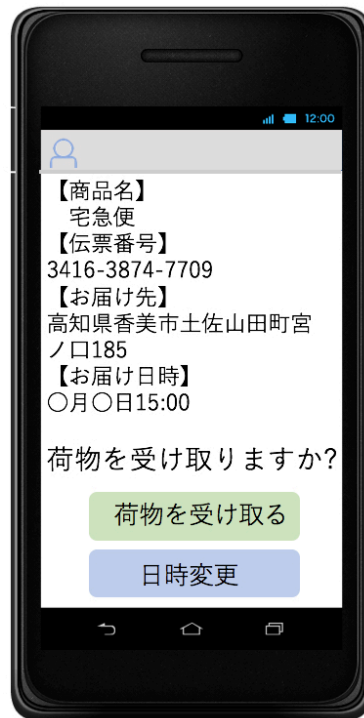 12:00
【商品名】
宅急便
【伝票番号】
3416-3874-7709
【お届け先】
高知県香美市土佐山田町宮
ノ口185
【お届け日時】
〇月〇日15:00
荷物を受け取りますか?
荷物を受け取る
日時変更